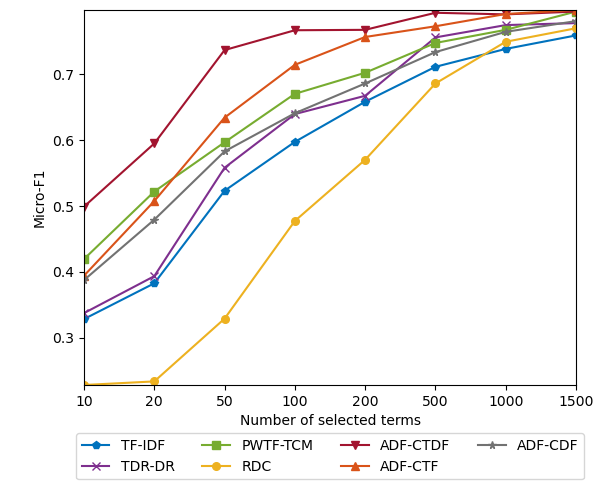 0.7
0.6
0.5
0.4
0.3
Micro-F1
10 20 50 100 200 500 1000 1500
Number of selected terms
TF-IDF PWTF-TCM ADF-CTDF ADF-CDF
TDR-DR RDC ADF-CTF